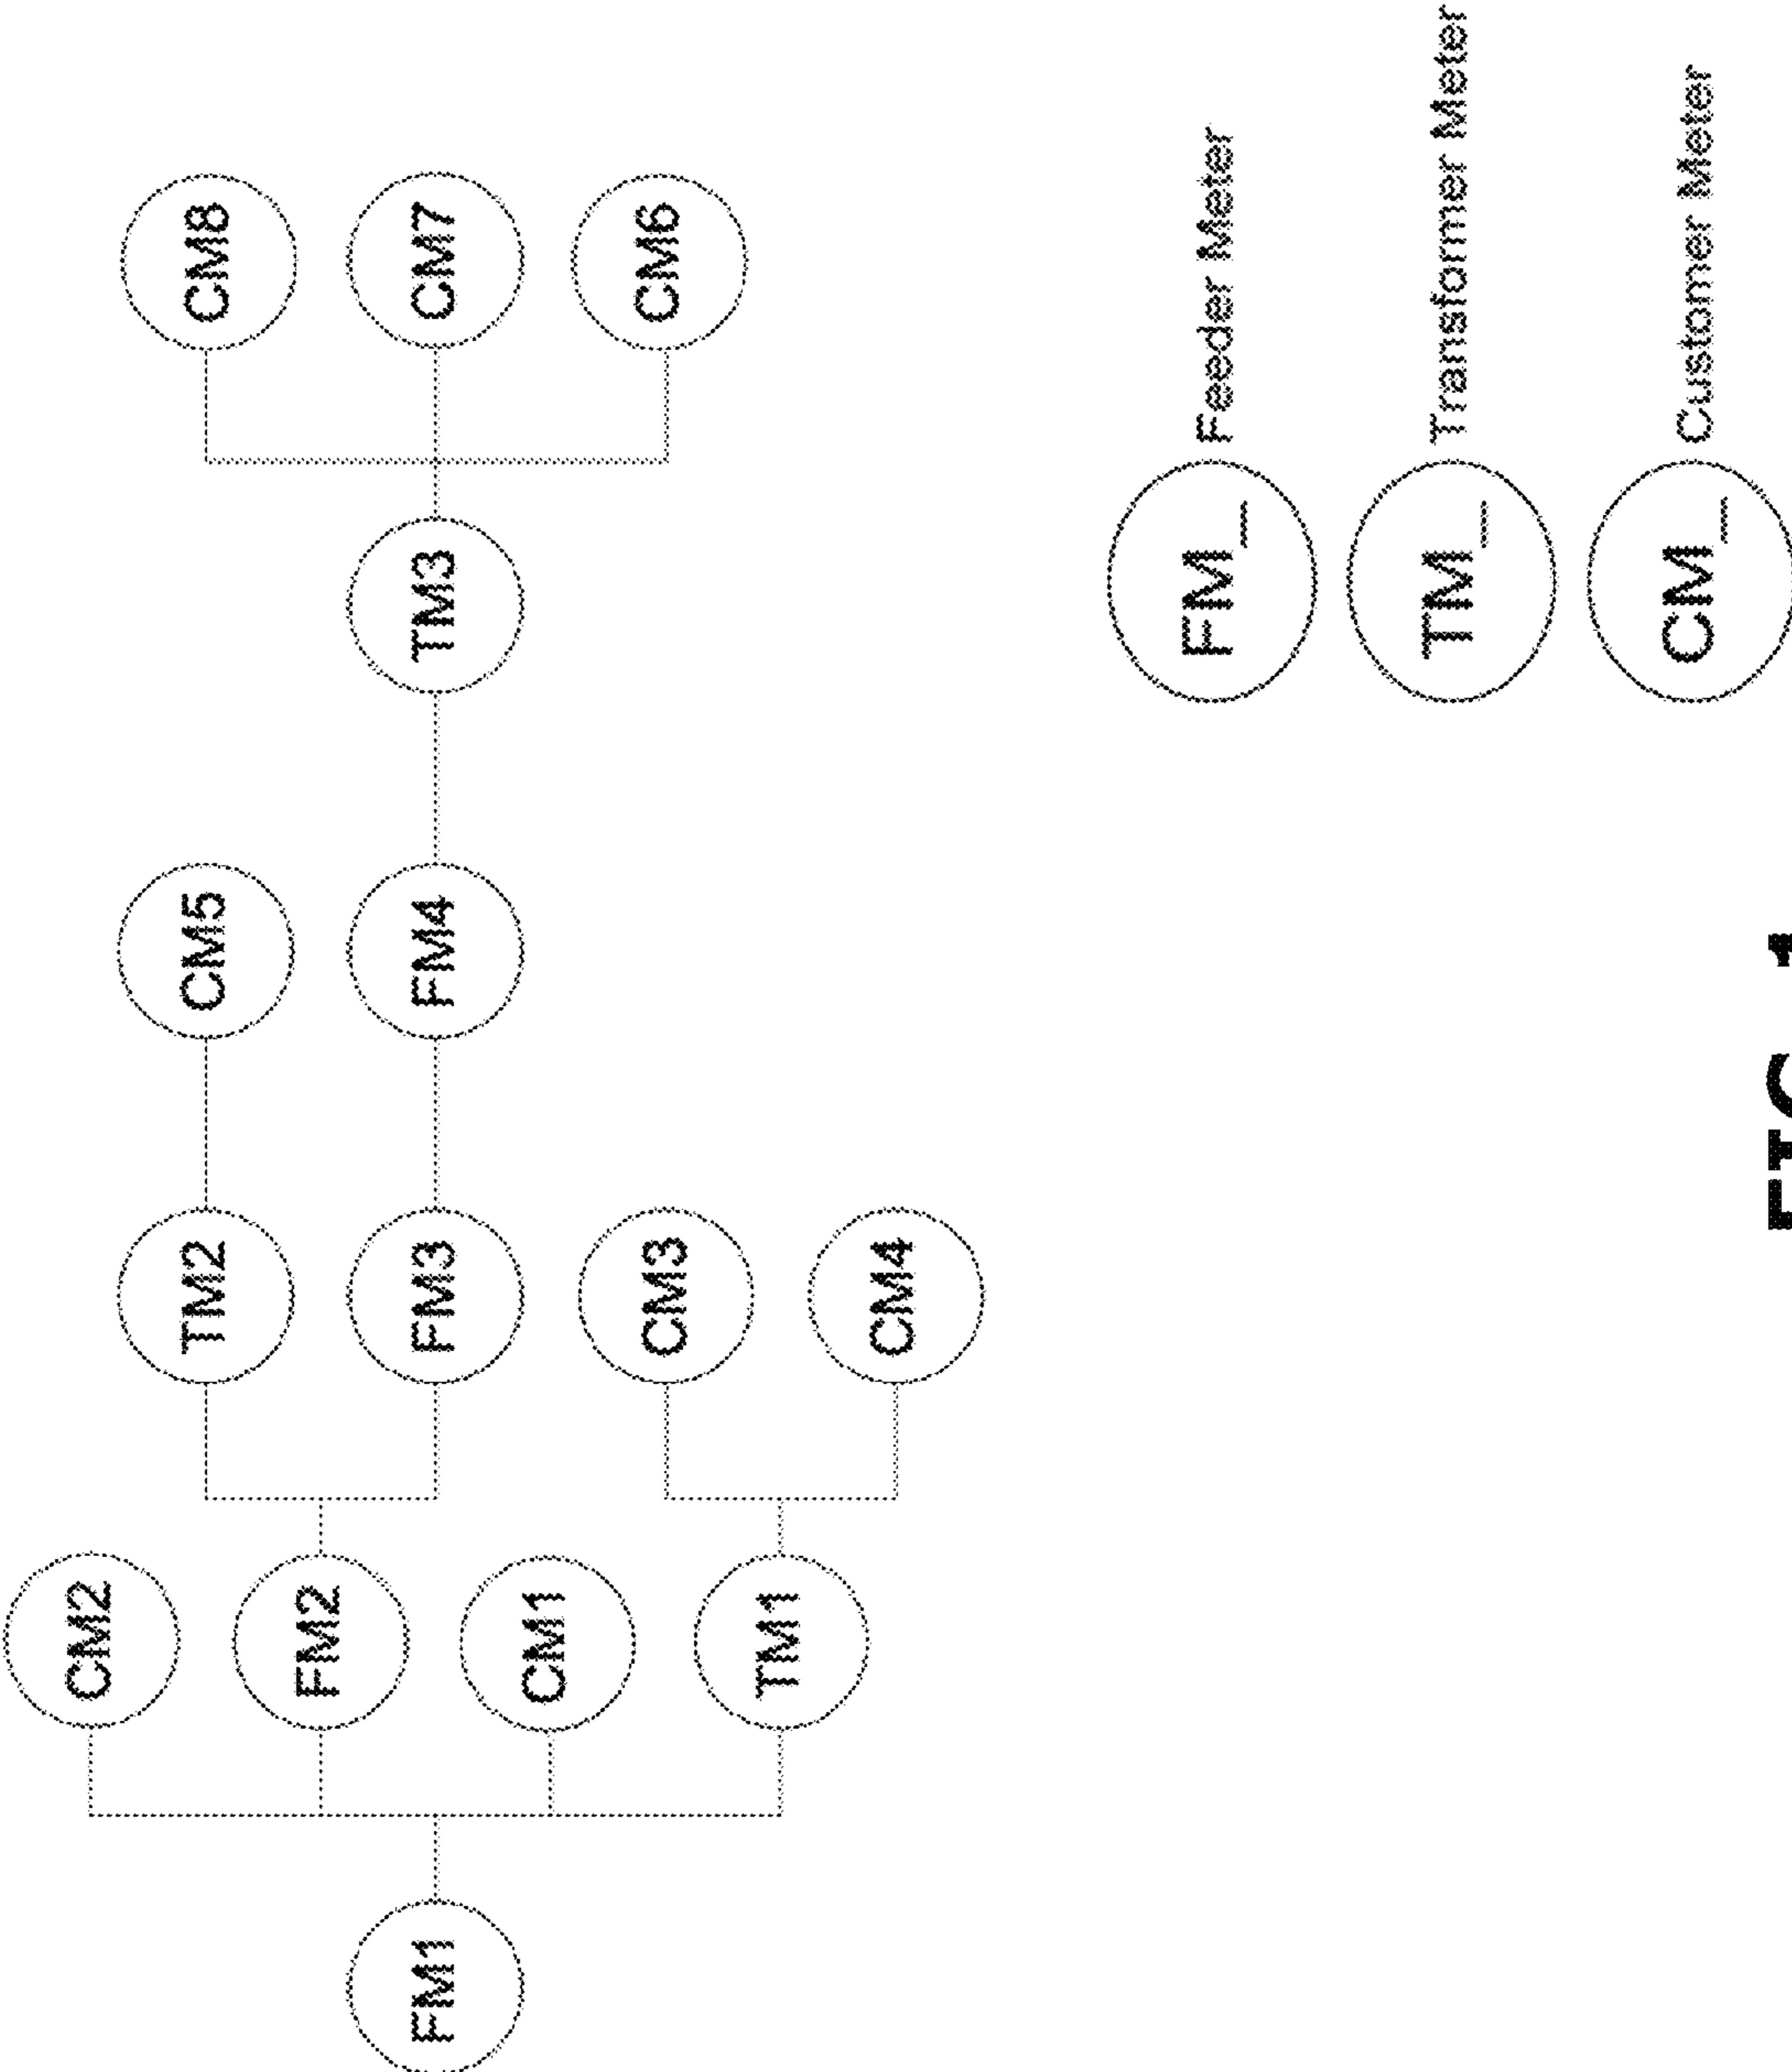 CM2
TM2
CM5
CM8
FM2
FM1
FM3
FM4
TM3
CM7
CM1
CM3
CM6
TM1
CM4
FM_ Feeder Meter
TM_ Transformer Meter
CM_ Customer Meter